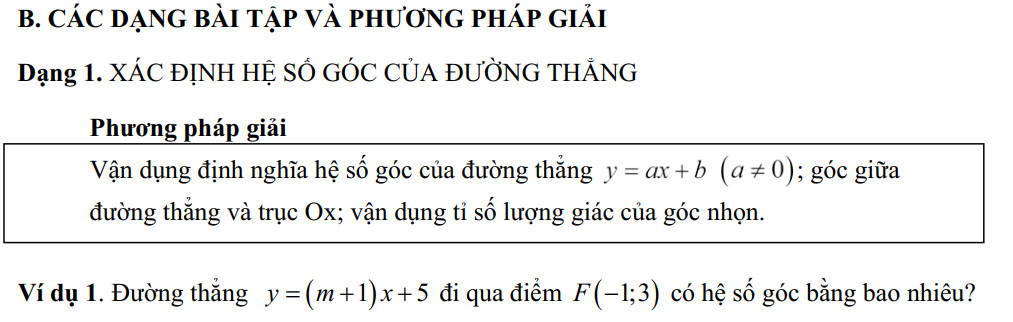 B. CÁC DẠNG BÀI TẬP VÀ PHƯƠNG PHÁP GIẢI
Dạng 1. XÁC ĐỊNH HỆ SỐ GÓC CỦA ĐƯỜNG THẲNG
Phương pháp giải
Vận dụng định nghĩa hệ số góc của đường thẳng y = ax + b (a ≠ 0); góc giữa
đường thẳng và trục Ox; vận dụng tỉ số lượng giác của góc nhọn.
Ví dụ 1. Đường thẳng y = (m+1)x + 5 đi qua điểm F(−1;3) có hệ số góc bằng bao nhiêu?